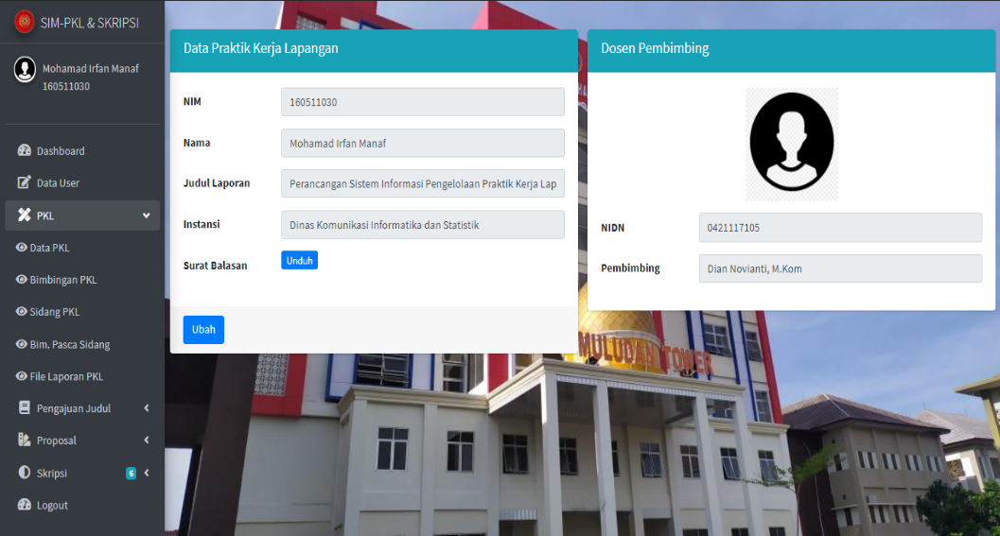 SIM-PKL & SKRIPSI
Mohamad Irfan Manaf
160511030
Dashboard
Data User
PKL
Data PKL
Bimbingan PKL
Sidang PKL
Bim. Pasca Sidang
File Laporan PKL
Pengajuan Judul
Proposal
Skripsi 6
Logout
Data Praktik Kerja Lapangan
NIM 160511030
Nama Mohamad Irfan Manaf
Judul Laporan Perancangan Sistem Informasi Pengelolaan Praktik Kerja Lap
Instansi Dinas Komunikasi Informatika dan Statistik
Surat Balasan Unduh
Ubah
Dosen Pembimbing
NIDN 0421117105
Pembimbing Dian Novianti, M.Kom
MULUDAN TOWER